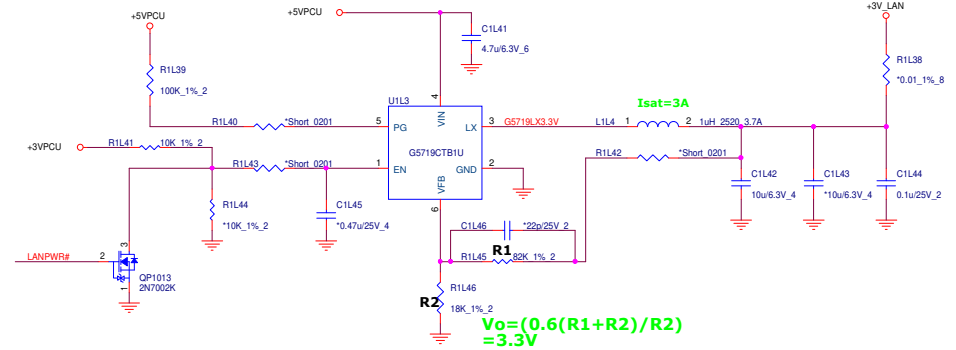 +3V_LAN
+5VPCU
+5VPCU
C1L41
4.7u/6.3V_6
R1L39
100K_1%_2
R1L38
*0.01_1%_8
U1L3
4
VIN
Isat=3A
R1L40
*Short_0201
5
PG
LX
3
G5719LX3.3V
L1L4
1
2
1uH_2520_3.7A
+3VPCU
R1L41
10K_1%_2
G5719CTB1U
R1L42
*Short_0201
R1L43
*Short_0201
1
EN
GND
2
VFB
6
C1L42
10u/6.3V_4
C1L43
*10u/6.3V_4
C1L44
0.1u/25V_2
R1L44
*10K_1%_2
C1L45
*0.47u/25V_4
C1L46
*22p/25V_2
R1
R1L45
82K_1%_2
LANPWR#
2
3
1
QP1013
2N7002K
R2
R1L46
18K_1%_2
Vo=(0.6(R1+R2)/R2)
=3.3V